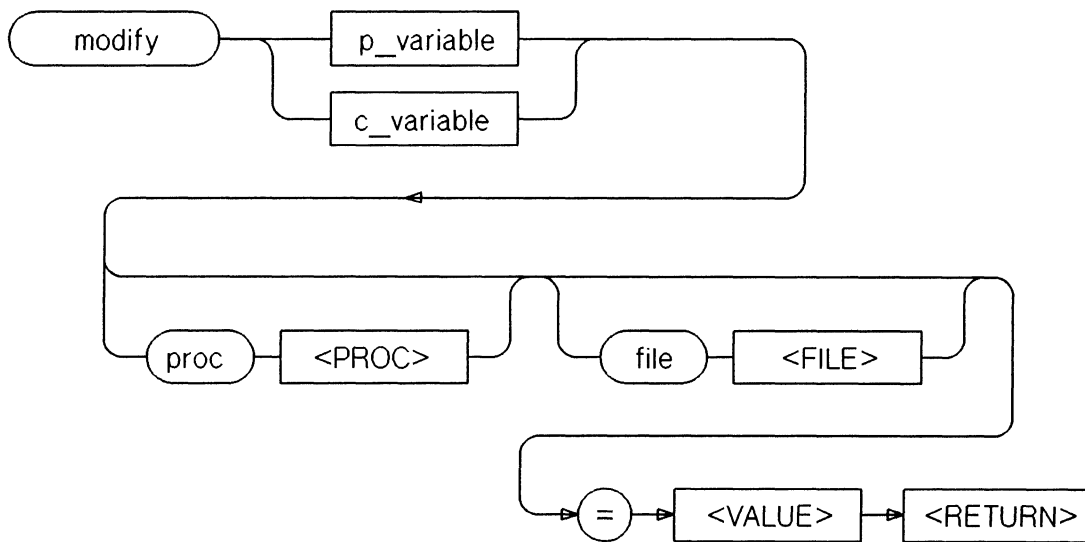 modify p_variable
c_variable
proc <PROC> file <FILE>
= <VALUE> <RETURN>